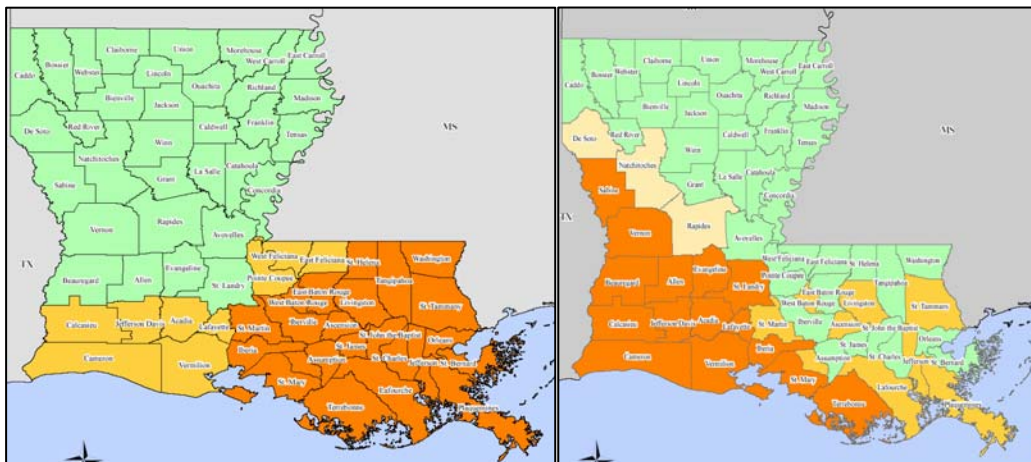 Claiborne
Union
Morehouse
West Carroll
East Carroll
Caddo
Bossier
Webster
Lincoln
Ouachita
Richland
Madison
Bienville
Jackson
De Soto
Red River
Caldwell
Franklin
Tensas
MS
Winn
Natchitoches
Sabine
Grant
La Salle
Catahoula
Concordia
Rapides
Vernon
Avoyelles
TX
West Feliciana
East Feliciana
St. Helena
Washington
Beauregard
Allen
Evangeline
Pointe Coupee
Tangipahoa
St. Landry
East Baton Rouge
West Baton Rouge
Livingston
St. Tammany
Calcasieu
Jefferson Davis
Acadia
Lafayette
St. Martin
Iberville
Ascension
St. John the Baptist
Orleans
Cameron
Vermilion
Iberia
Assumption
St. James
St. Charles
Jefferson
St. Bernard
St. Mary
Lafourche
Terrebonne
Plaquemines
Claiborne
Union
Morehouse
West Carroll
East Carroll
Caddo
Bossier
Webster
Lincoln
Ouachita
Richland
Madison
Bienville
Jackson
De Soto
Red River
Caldwell
Franklin
Tensas
MS
Winn
Natchitoches
Sabine
Grant
La Salle
Catahoula
Concordia
Rapides
Vernon
Avoyelles
TX
West Feliciana
East Feliciana
St. Helena
Washington
Beauregard
Allen
Evangeline
Pointe Coupee
Tangipahoa
St. Landry
East Baton Rouge
West Baton Rouge
Livingston
St. Tammany
Calcasieu
Jefferson Davis
Acadia
Lafayette
St. Martin
Iberville
Ascension
St. John the Baptist
Orleans
Cameron
Vermilion
Iberia
Assumption
St. James
St. Charles
Jefferson
St. Bernard
St. Mary
Lafourche
Terrebonne
Plaquemines